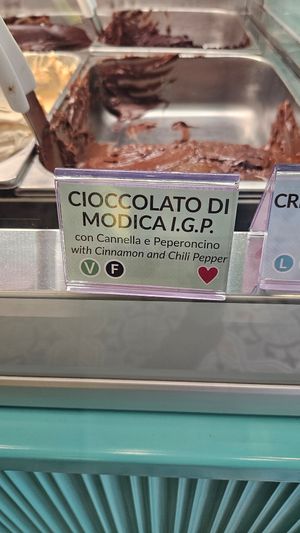 CIOCCOLATO DI
MODICA I.G.P.
con Cannella e Peperoncino
with Cinnamon and Chili Pepper
V F
CR
L